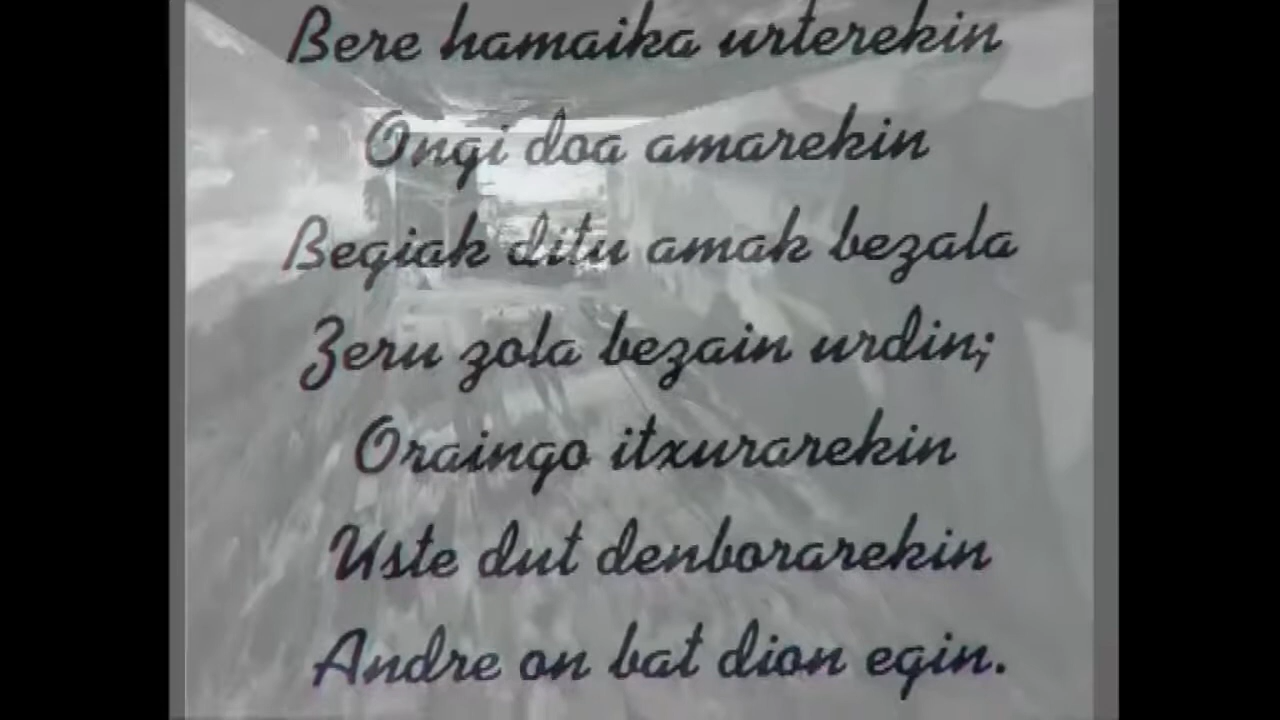 Bere hamaika urterekin
Ongi doa amarekin
Begiak ditu amak bezala
Zeru zola bezain urdin;
Oraingo itxurarekin
Uste dut denborarekin
Andre on bat dion egin.